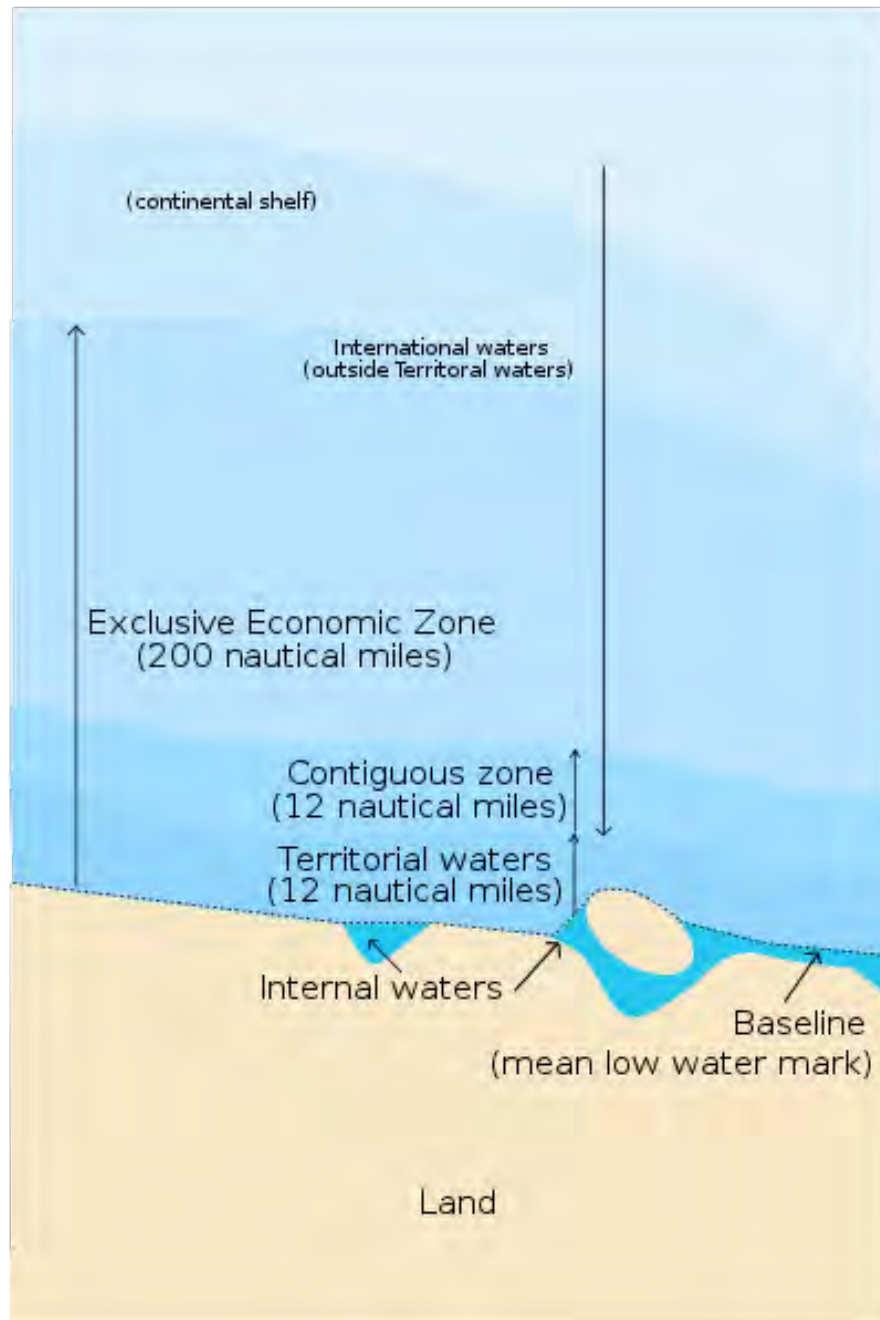 (continental shelf)
International waters
(outside Territoral waters)
Exclusive Economic Zone
(200 nautical miles)
Contiguous zone
(12 nautical miles)
Territorial waters
(12 nautical miles)
Internal waters
Baseline
(mean low water mark)
Land